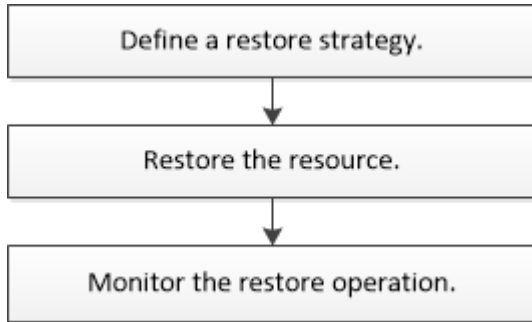 Define a restore strategy.
Restore the resource.
Monitor the restore operation.